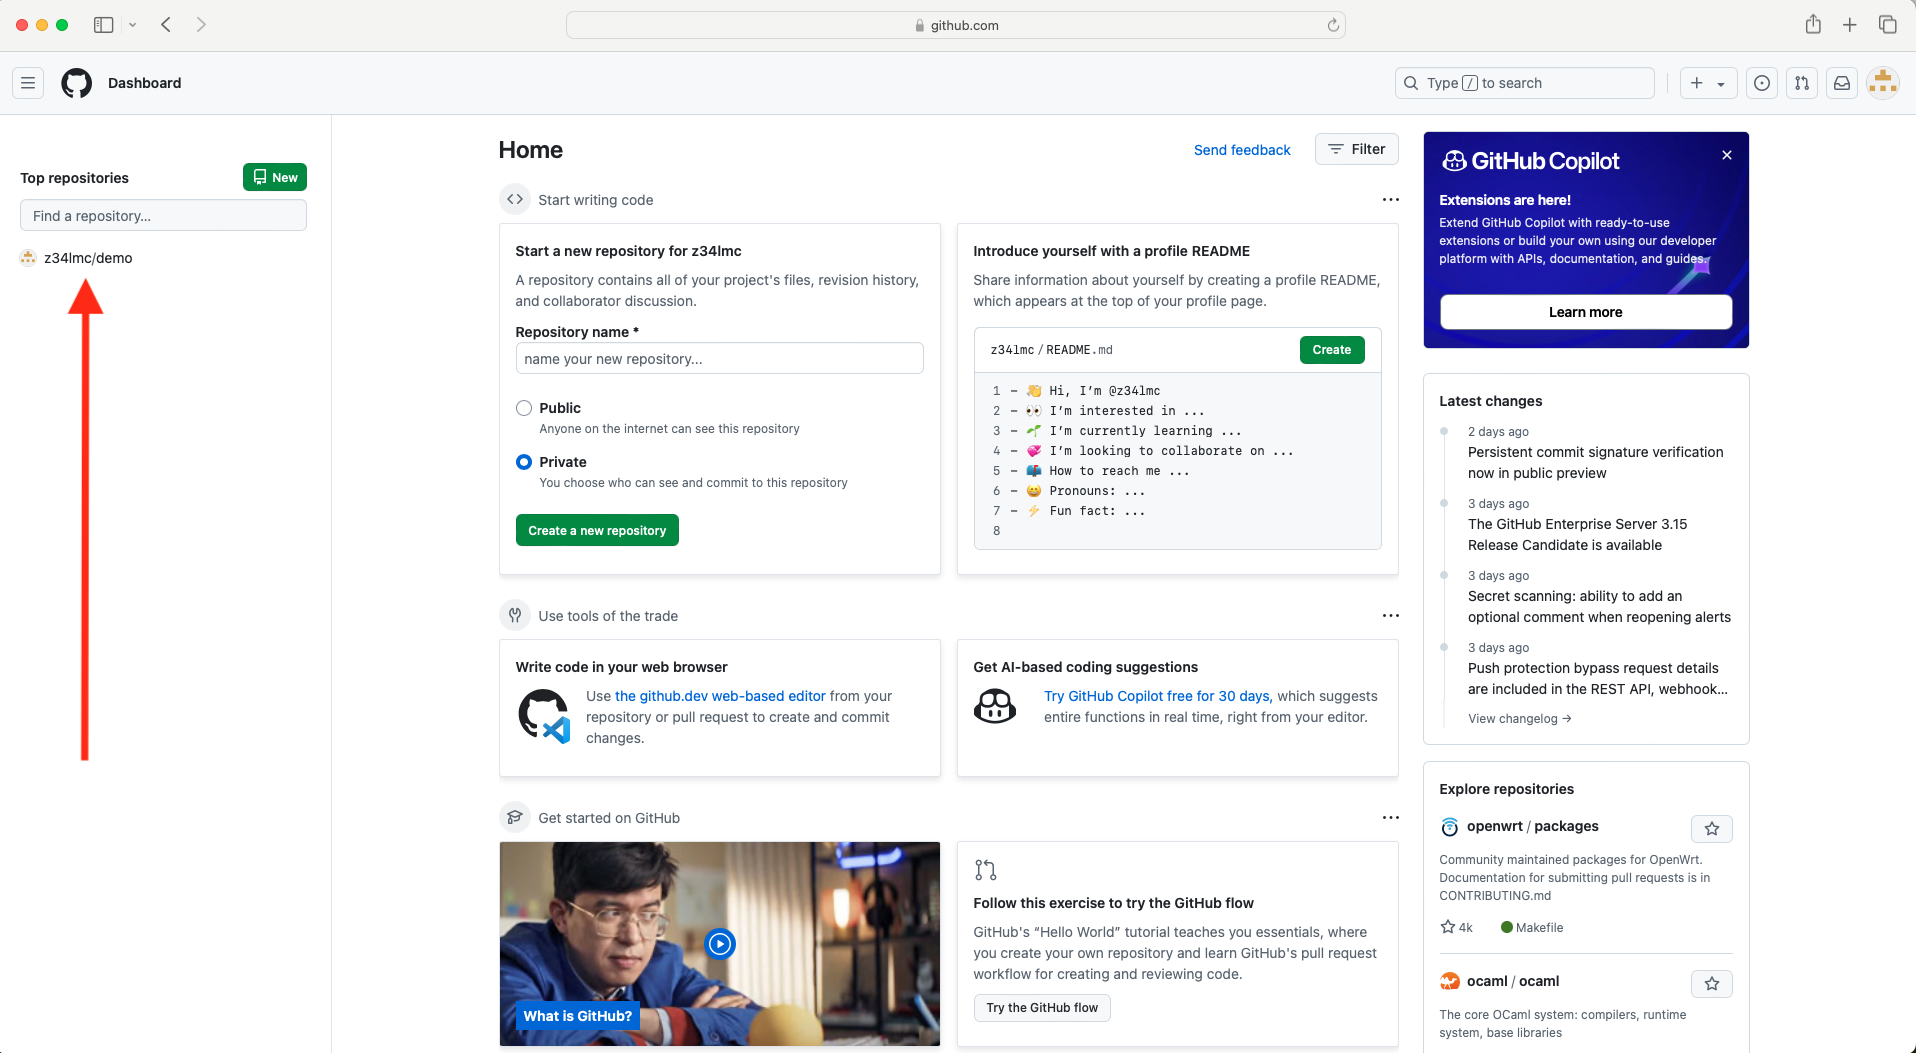 github.com
Dashboard
Type / to search
Top repositories
New
Find a repository...
z34lmc/demo
Home
Send feedback
Filter
Start writing code
Start a new repository for z34lmc
A repository contains all of your project's files, revision history,
and collaborator discussion.
Repository name *
name your new repository...
Public
Anyone on the internet can see this repository
Private
You choose who can see and commit to this repository
Create a new repository
Introduce yourself with a profile README
Share information about yourself by creating a profile README,
which appears at the top of your profile page.
z34lmc / README.md
Create
1 - 👋 Hi, I’m @z34lmc
2 - 👀 I’m interested in ...
3 - 🌱 I’m currently learning ...
4 - 💞️ I’m looking to collaborate on ...
5 - 📫 How to reach me ...
6 - 😄 Pronouns: ...
7 - ⚡ Fun fact: ...
8
Use tools of the trade
Write code in your web browser
Use the github.dev web-based editor from your
repository or pull request to create and commit
changes.
Get AI-based coding suggestions
Try GitHub Copilot free for 30 days, which suggests
entire functions in real time, right from your editor.
Get started on GitHub
What is GitHub?
Follow this exercise to try the GitHub flow
GitHub's “Hello World” tutorial teaches you essentials, where
you create your own repository and learn GitHub's pull request
workflow for creating and reviewing code.
Try the GitHub flow
GitHub Copilot
Extensions are here!
Extend GitHub Copilot with ready-to-use
extensions or build your own using our developer
platform with APIs, documentation, and guides.
Learn more
Latest changes
2 days ago
Persistent commit signature verification
now in public preview
3 days ago
The GitHub Enterprise Server 3.15
Release Candidate is available
3 days ago
Secret scanning: ability to add an
optional comment when reopening alerts
3 days ago
Push protection bypass request details
are included in the REST API, webhook...
View changelog →
Explore repositories
openwrt / packages
Community maintained packages for OpenWrt.
Documentation for submitting pull requests is in
CONTRIBUTING.md
4k
Makefile
ocaml / ocaml
The core OCaml system: compilers, runtime
system, base libraries